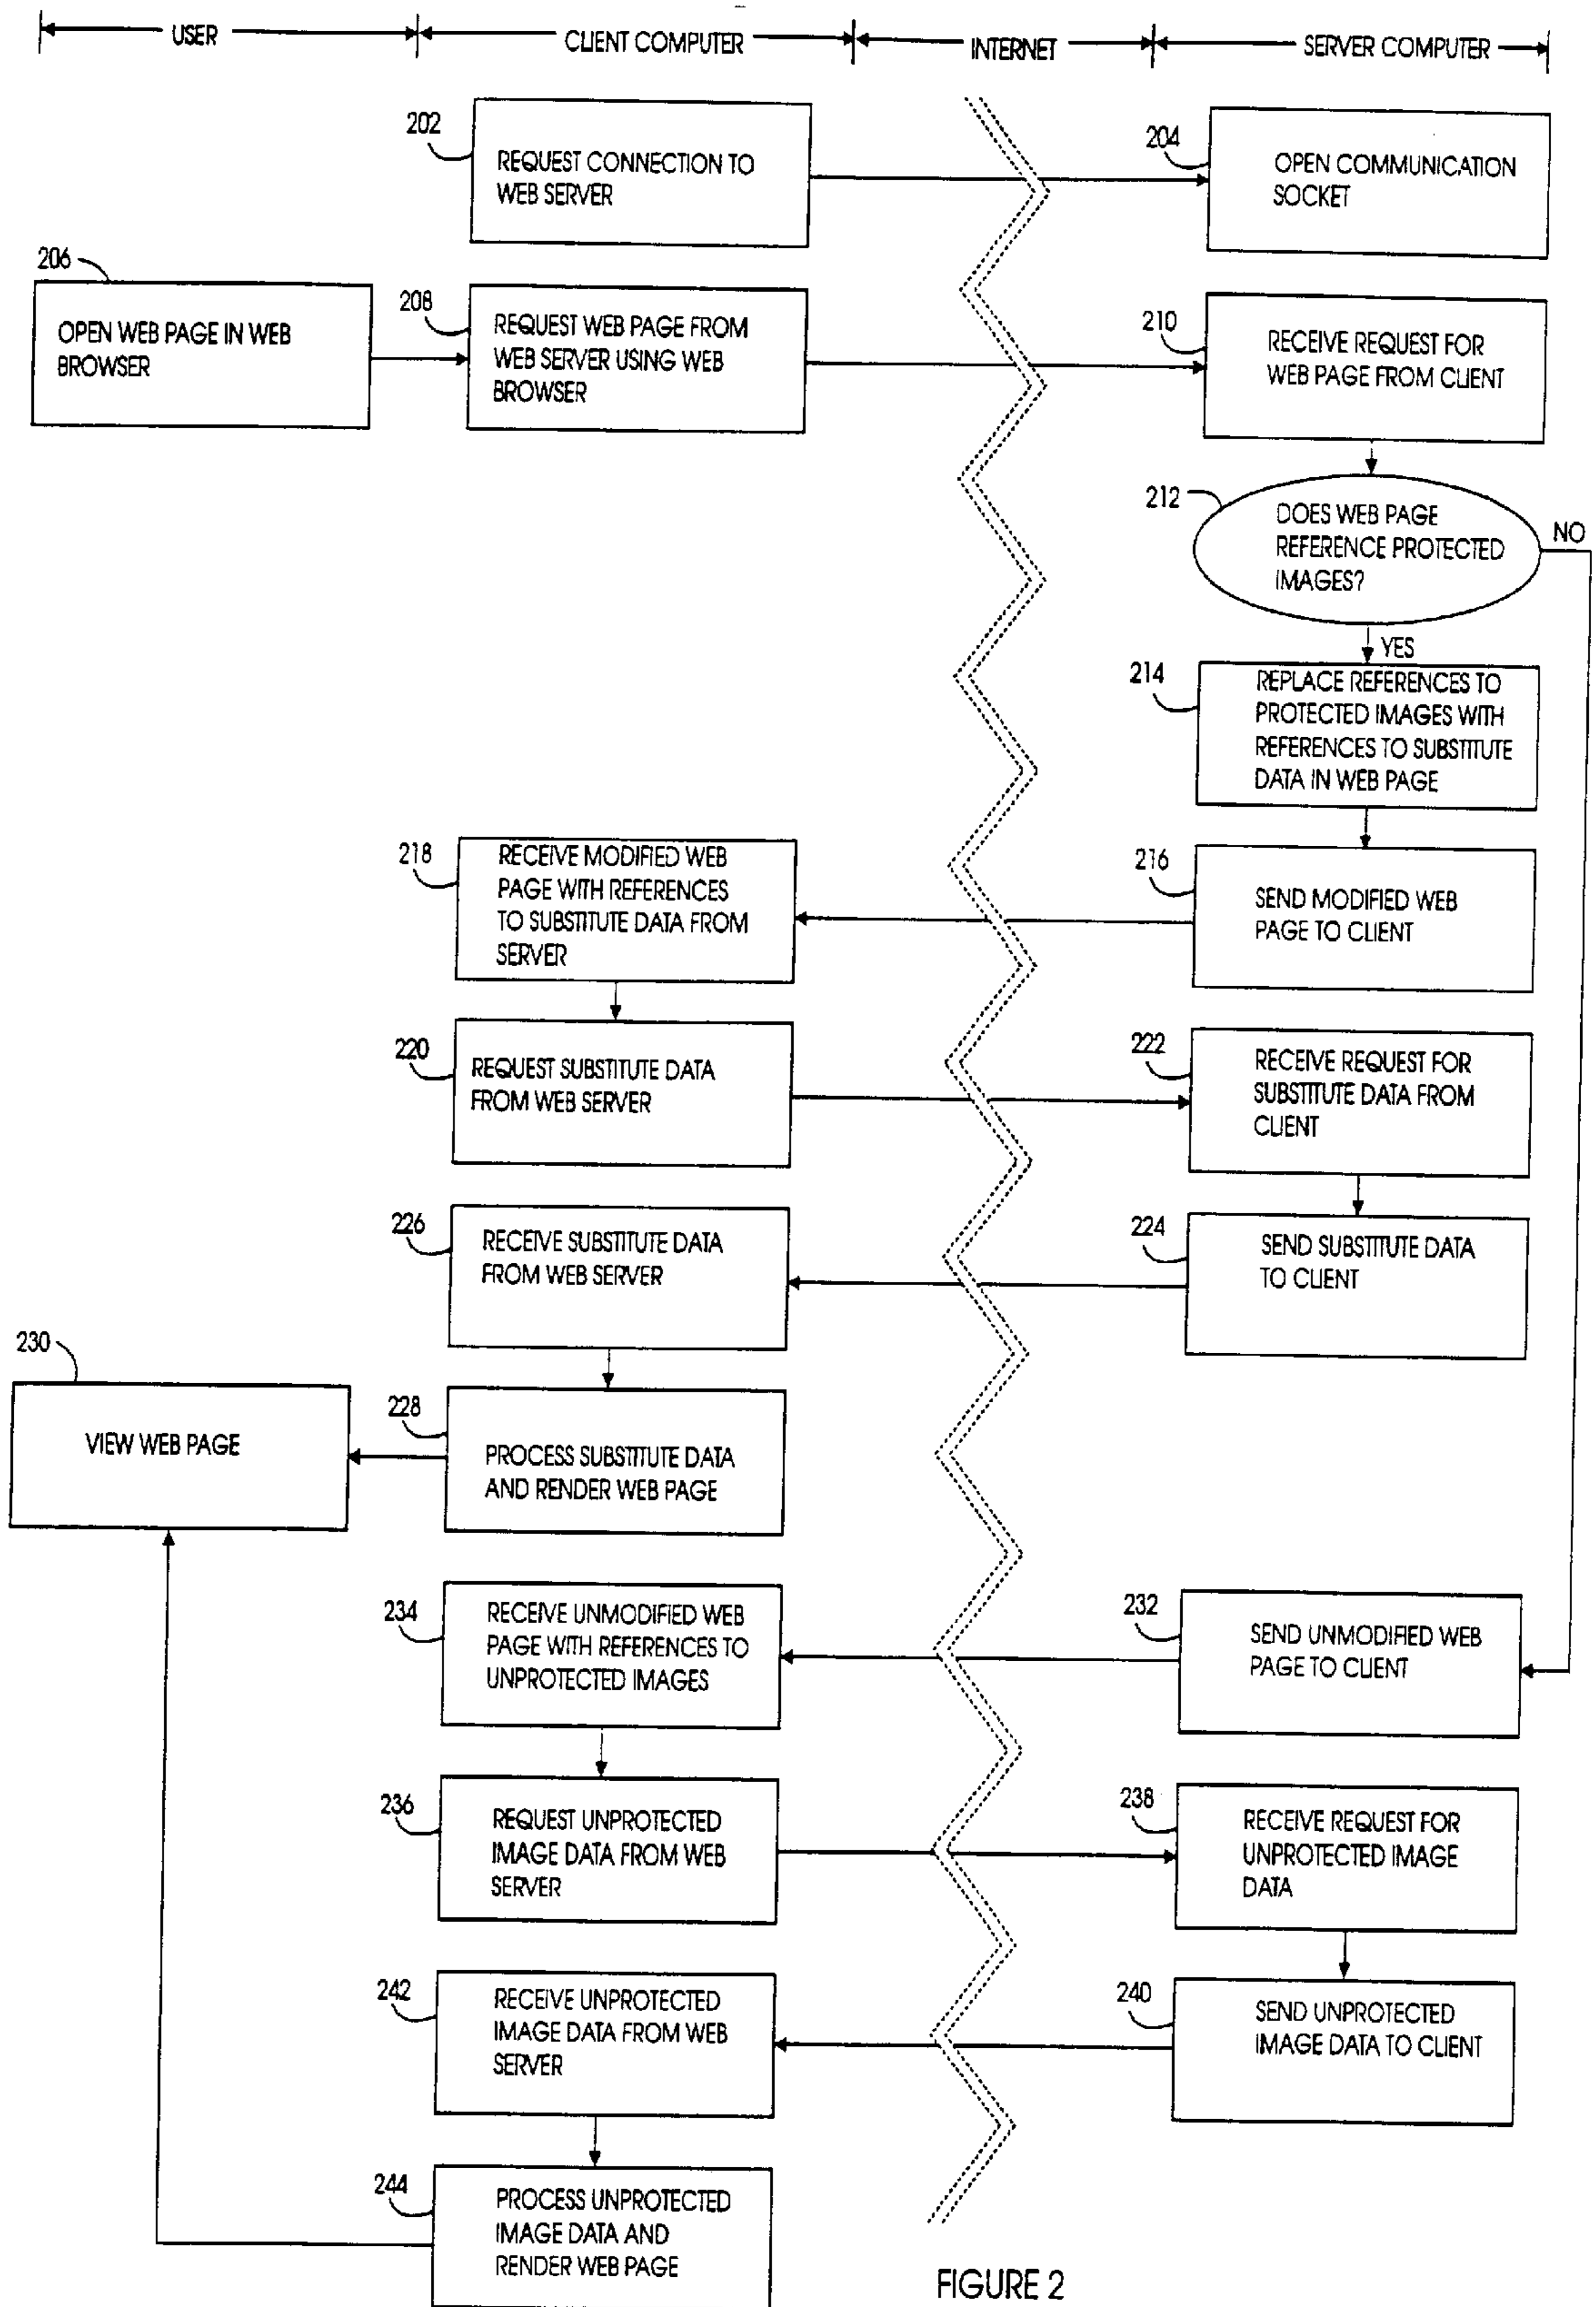 USER
CLIENT COMPUTER
INTERNET
SERVER COMPUTER
202
REQUEST CONNECTION TO
WEB SERVER
204
OPEN COMMUNICATION
SOCKET
206
OPEN WEB PAGE IN WEB
BROWSER
208
REQUEST WEB PAGE FROM
WEB SERVER USING WEB
BROWSER
210
RECEIVE REQUEST FOR
WEB PAGE FROM CLIENT
212
DOES WEB PAGE
REFERENCE PROTECTED
IMAGES?
NO
YES
214
REPLACE REFERENCES TO
PROTECTED IMAGES WITH
REFERENCES TO SUBSTITUTE
DATA IN WEB PAGE
216
SEND MODIFIED WEB
PAGE TO CLIENT
218
RECEIVE MODIFIED WEB
PAGE WITH REFERENCES
TO SUBSTITUTE DATA FROM
SERVER
220
REQUEST SUBSTITUTE DATA
FROM WEB SERVER
222
RECEIVE REQUEST FOR
SUBSTITUTE DATA FROM
CLIENT
224
SEND SUBSTITUTE DATA
TO CLIENT
226
RECEIVE SUBSTITUTE DATA
FROM WEB SERVER
228
PROCESS SUBSTITUTE DATA
AND RENDER WEB PAGE
230
VIEW WEB PAGE
232
SEND UNMODIFIED WEB
PAGE TO CLIENT
234
RECEIVE UNMODIFIED WEB
PAGE WITH REFERENCES TO
UNPROTECTED IMAGES
236
REQUEST UNPROTECTED
IMAGE DATA FROM WEB
SERVER
238
RECEIVE REQUEST FOR
UNPROTECTED IMAGE
DATA
240
SEND UNPROTECTED
IMAGE DATA TO CLIENT
242
RECEIVE UNPROTECTED
IMAGE DATA FROM WEB
SERVER
244
PROCESS UNPROTECTED
IMAGE DATA AND
RENDER WEB PAGE
FIGURE 2